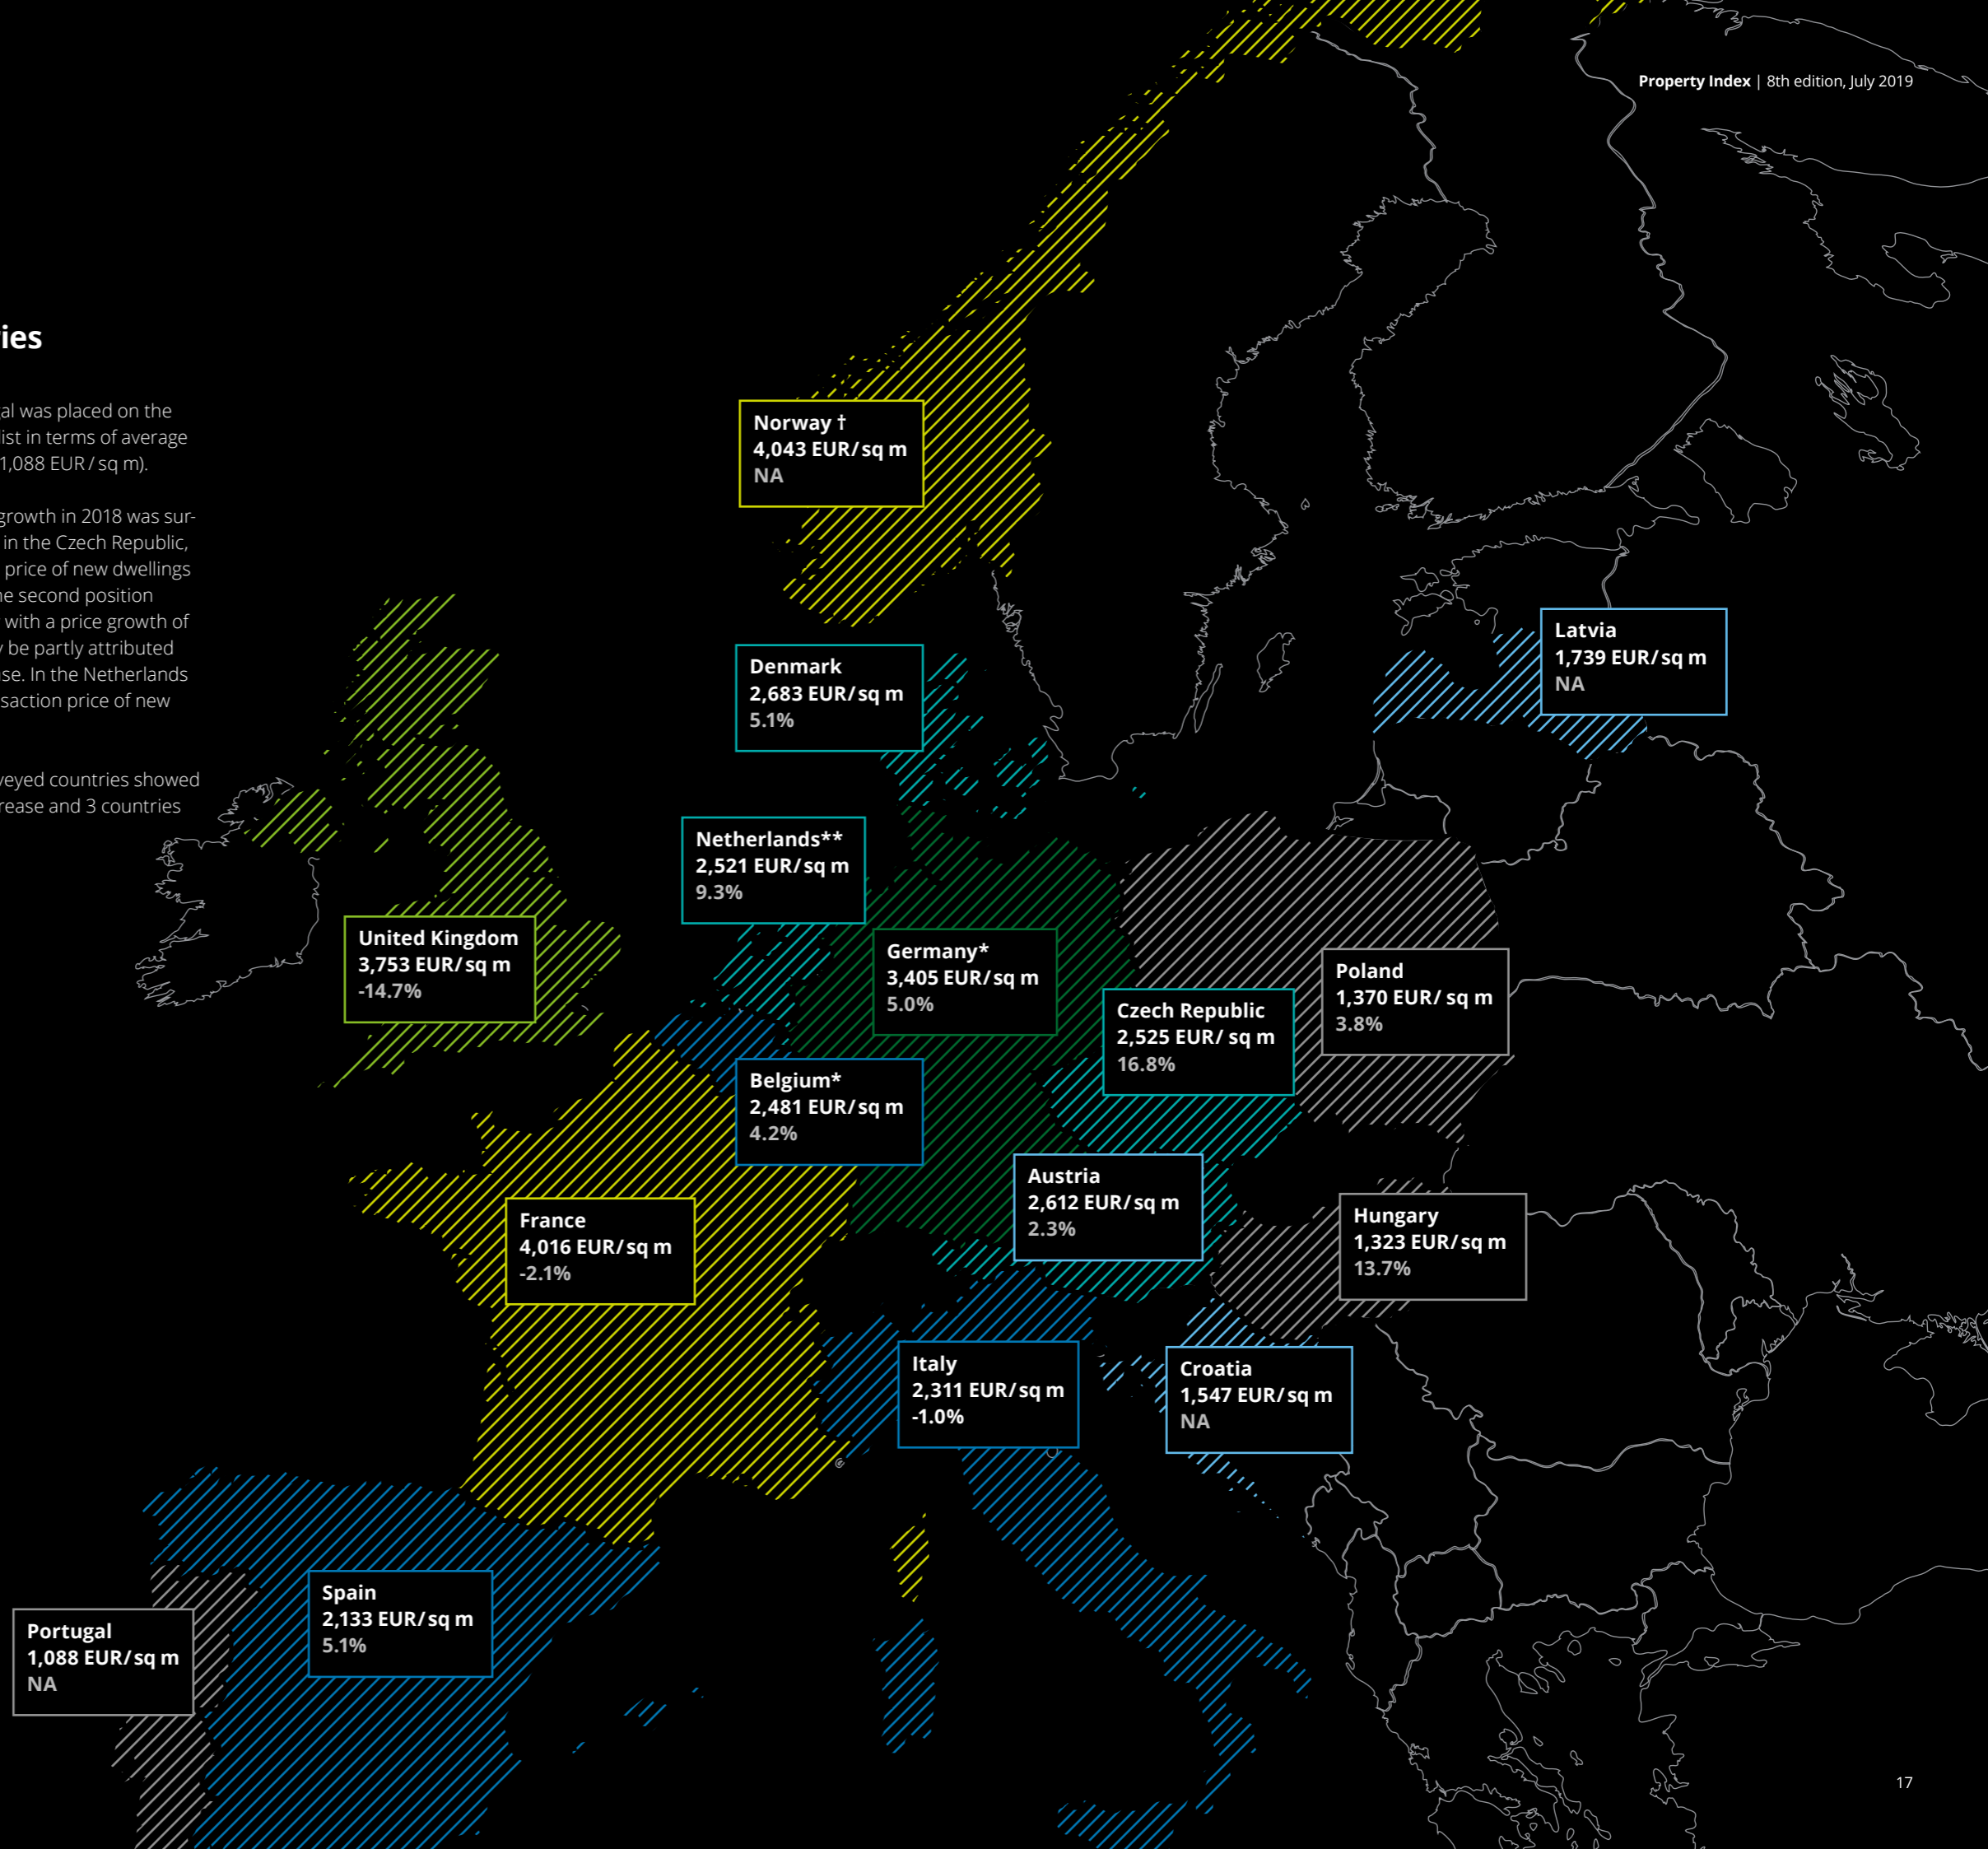 Property Index | 8th edition, July 2019
ies
al was placed on the
list in terms of average
1,088 EUR / sq m).
growth in 2018 was sur-
in the Czech Republic,
price of new dwellings
ne second position
with a price growth of
y be partly attributed
ase. In the Netherlands
saction price of new
veyed countries showed
rease and 3 countries
Norway †
4,043 EUR/sq m
NA
Denmark
2,683 EUR/sq m
5.1%
Latvia
1,739 EUR/sq m
NA
Netherlands**
2,521 EUR/sq m
9.3%
United Kingdom
3,753 EUR/sq m
-14.7%
Germany*
3,405 EUR/sq m
5.0%
Poland
1,370 EUR/ sq m
3.8%
Czech Republic
2,525 EUR/ sq m
16.8%
Belgium*
2,481 EUR/sq m
4.2%
Austria
2,612 EUR/sq m
2.3%
France
4,016 EUR/sq m
-2.1%
Hungary
1,323 EUR/sq m
13.7%
Italy
2,311 EUR/sq m
-1.0%
Croatia
1,547 EUR/sq m
NA
Spain
2,133 EUR/sq m
5.1%
Portugal
1,088 EUR/sq m
NA
17